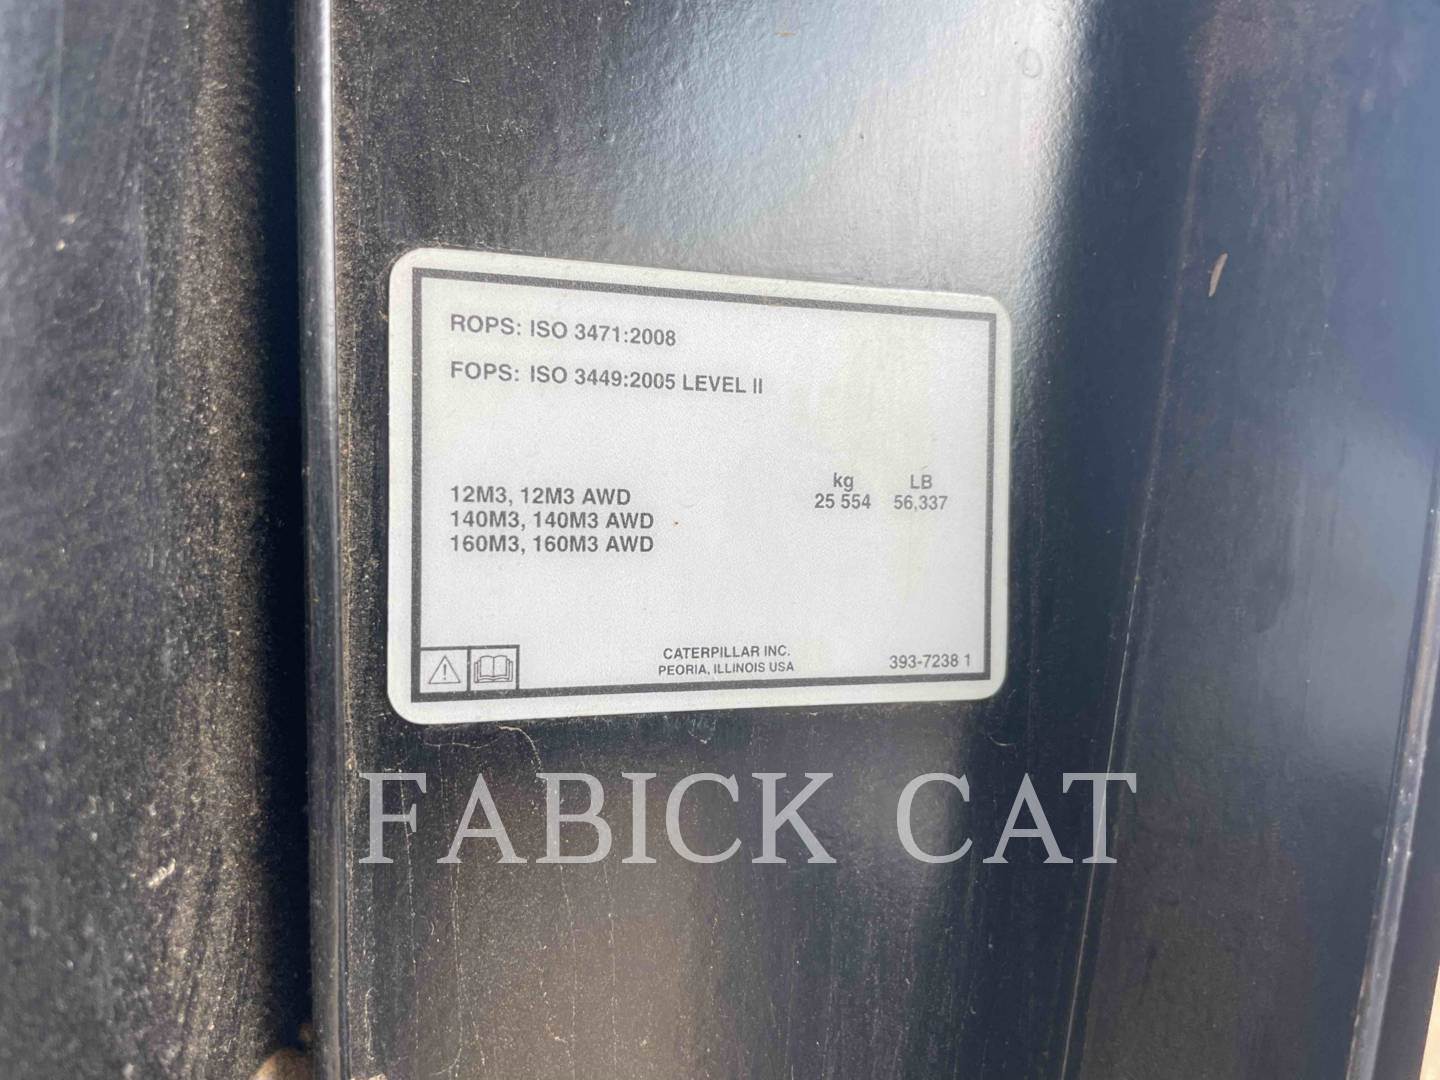 ROPS: ISO 3471:2008
FOPS: ISO 3449:2005 LEVEL II
kg LB
12M3, 12M3 AWD 25 554 56,337
140M3, 140M3 AWD
160M3, 160M3 AWD
CATERPILLAR INC.
PEORIA, ILLINOIS USA
393-7238 1
FABICK CAT